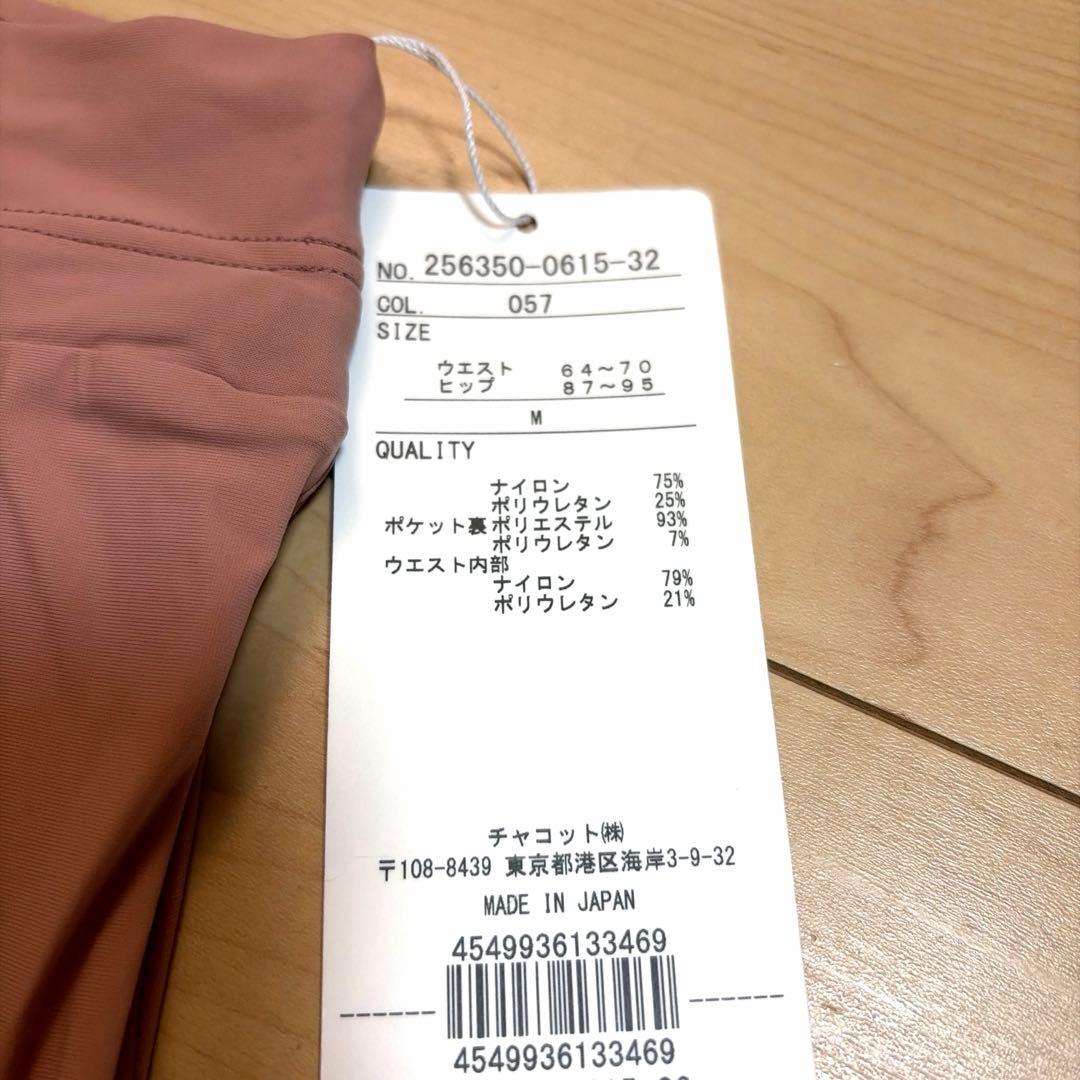 NO. 256350-0615-32
COL. 057
SIZE
ウエスト 64～70
ヒップ 87～95
M
QUALITY
ナイロン 75%
ポリウレタン 25%
ポケット裏ポリエステル 93%
ポリウレタン 7%
ウエスト内部
ナイロン 79%
ポリウレタン 21%
チャコット㈱
〒108-8439 東京都港区海岸3-9-32
MADE IN JAPAN
4549936133469
4549936133469